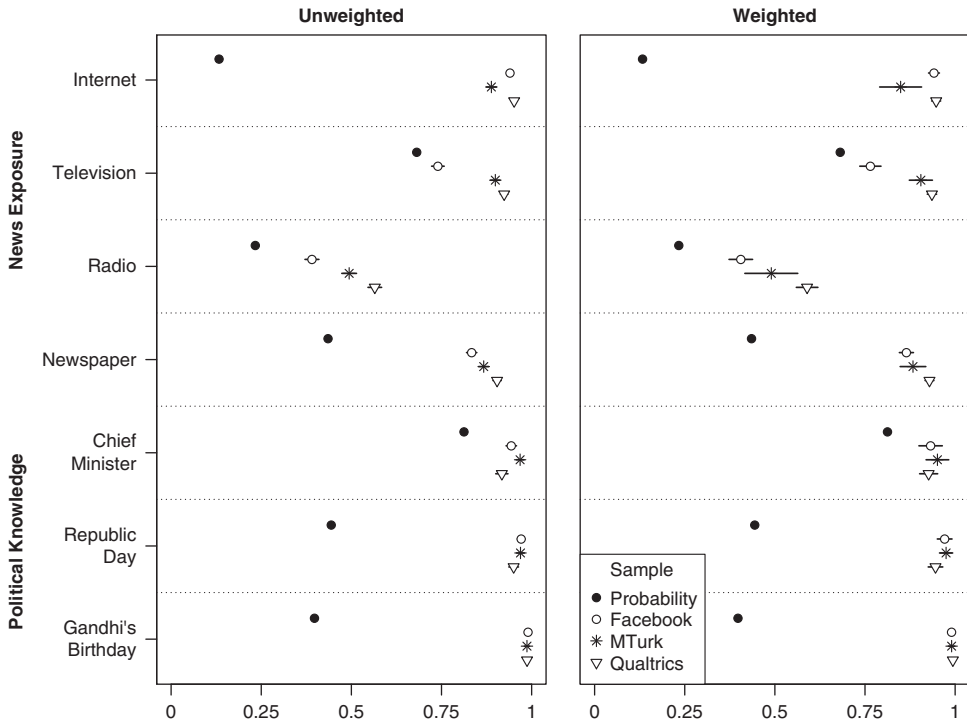 Unweighted
Weighted
News Exposure
Internet
Television
Radio
Newspaper
Political Knowledge
Chief
Minister
Republic
Day
Gandhi's
Birthday
Sample
Probability
Facebook
MTurk
Qualtrics
0 0.25 0.5 0.75 1
0 0.25 0.5 0.75 1